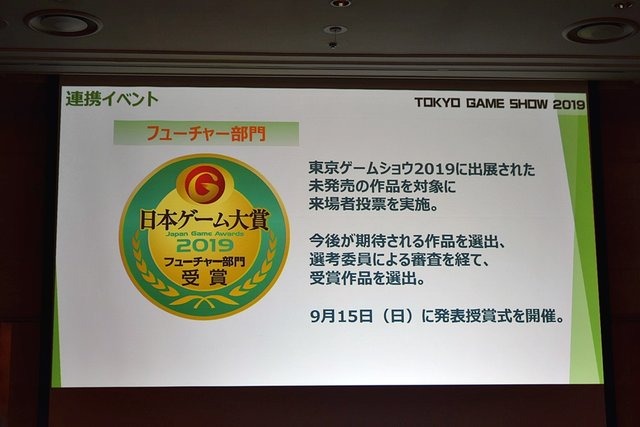 連携イベント
TOKYO GAME SHOW 2019
フューチャー部門
G
日本ゲーム大賞
Japan Game Awards
2019
フューチャー部門
受賞
東京ゲームショウ2019に出展された
未発売の作品を対象に
来場者投票を実施。
今後が期待される作品を選出、
選考委員による審査を経て、
受賞作品を選出。
9月15日（日）に発表授賞式を開催。